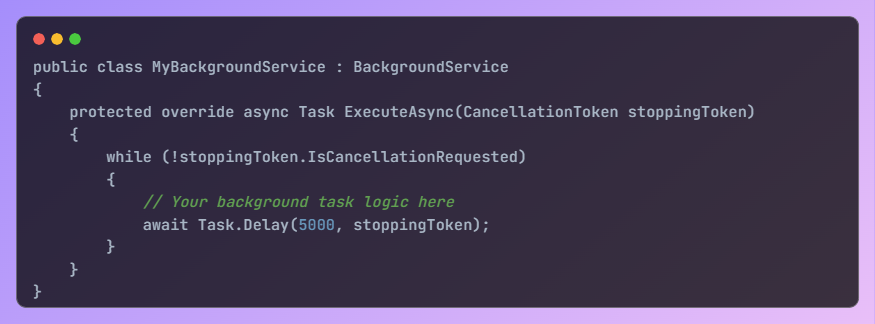 public class MyBackgroundService : BackgroundService
{
    protected override async Task ExecuteAsync(CancellationToken stoppingToken)
    {
        while (!stoppingToken.IsCancellationRequested)
        {
            // Your background task logic here
            await Task.Delay(5000, stoppingToken);
        }
    }
}